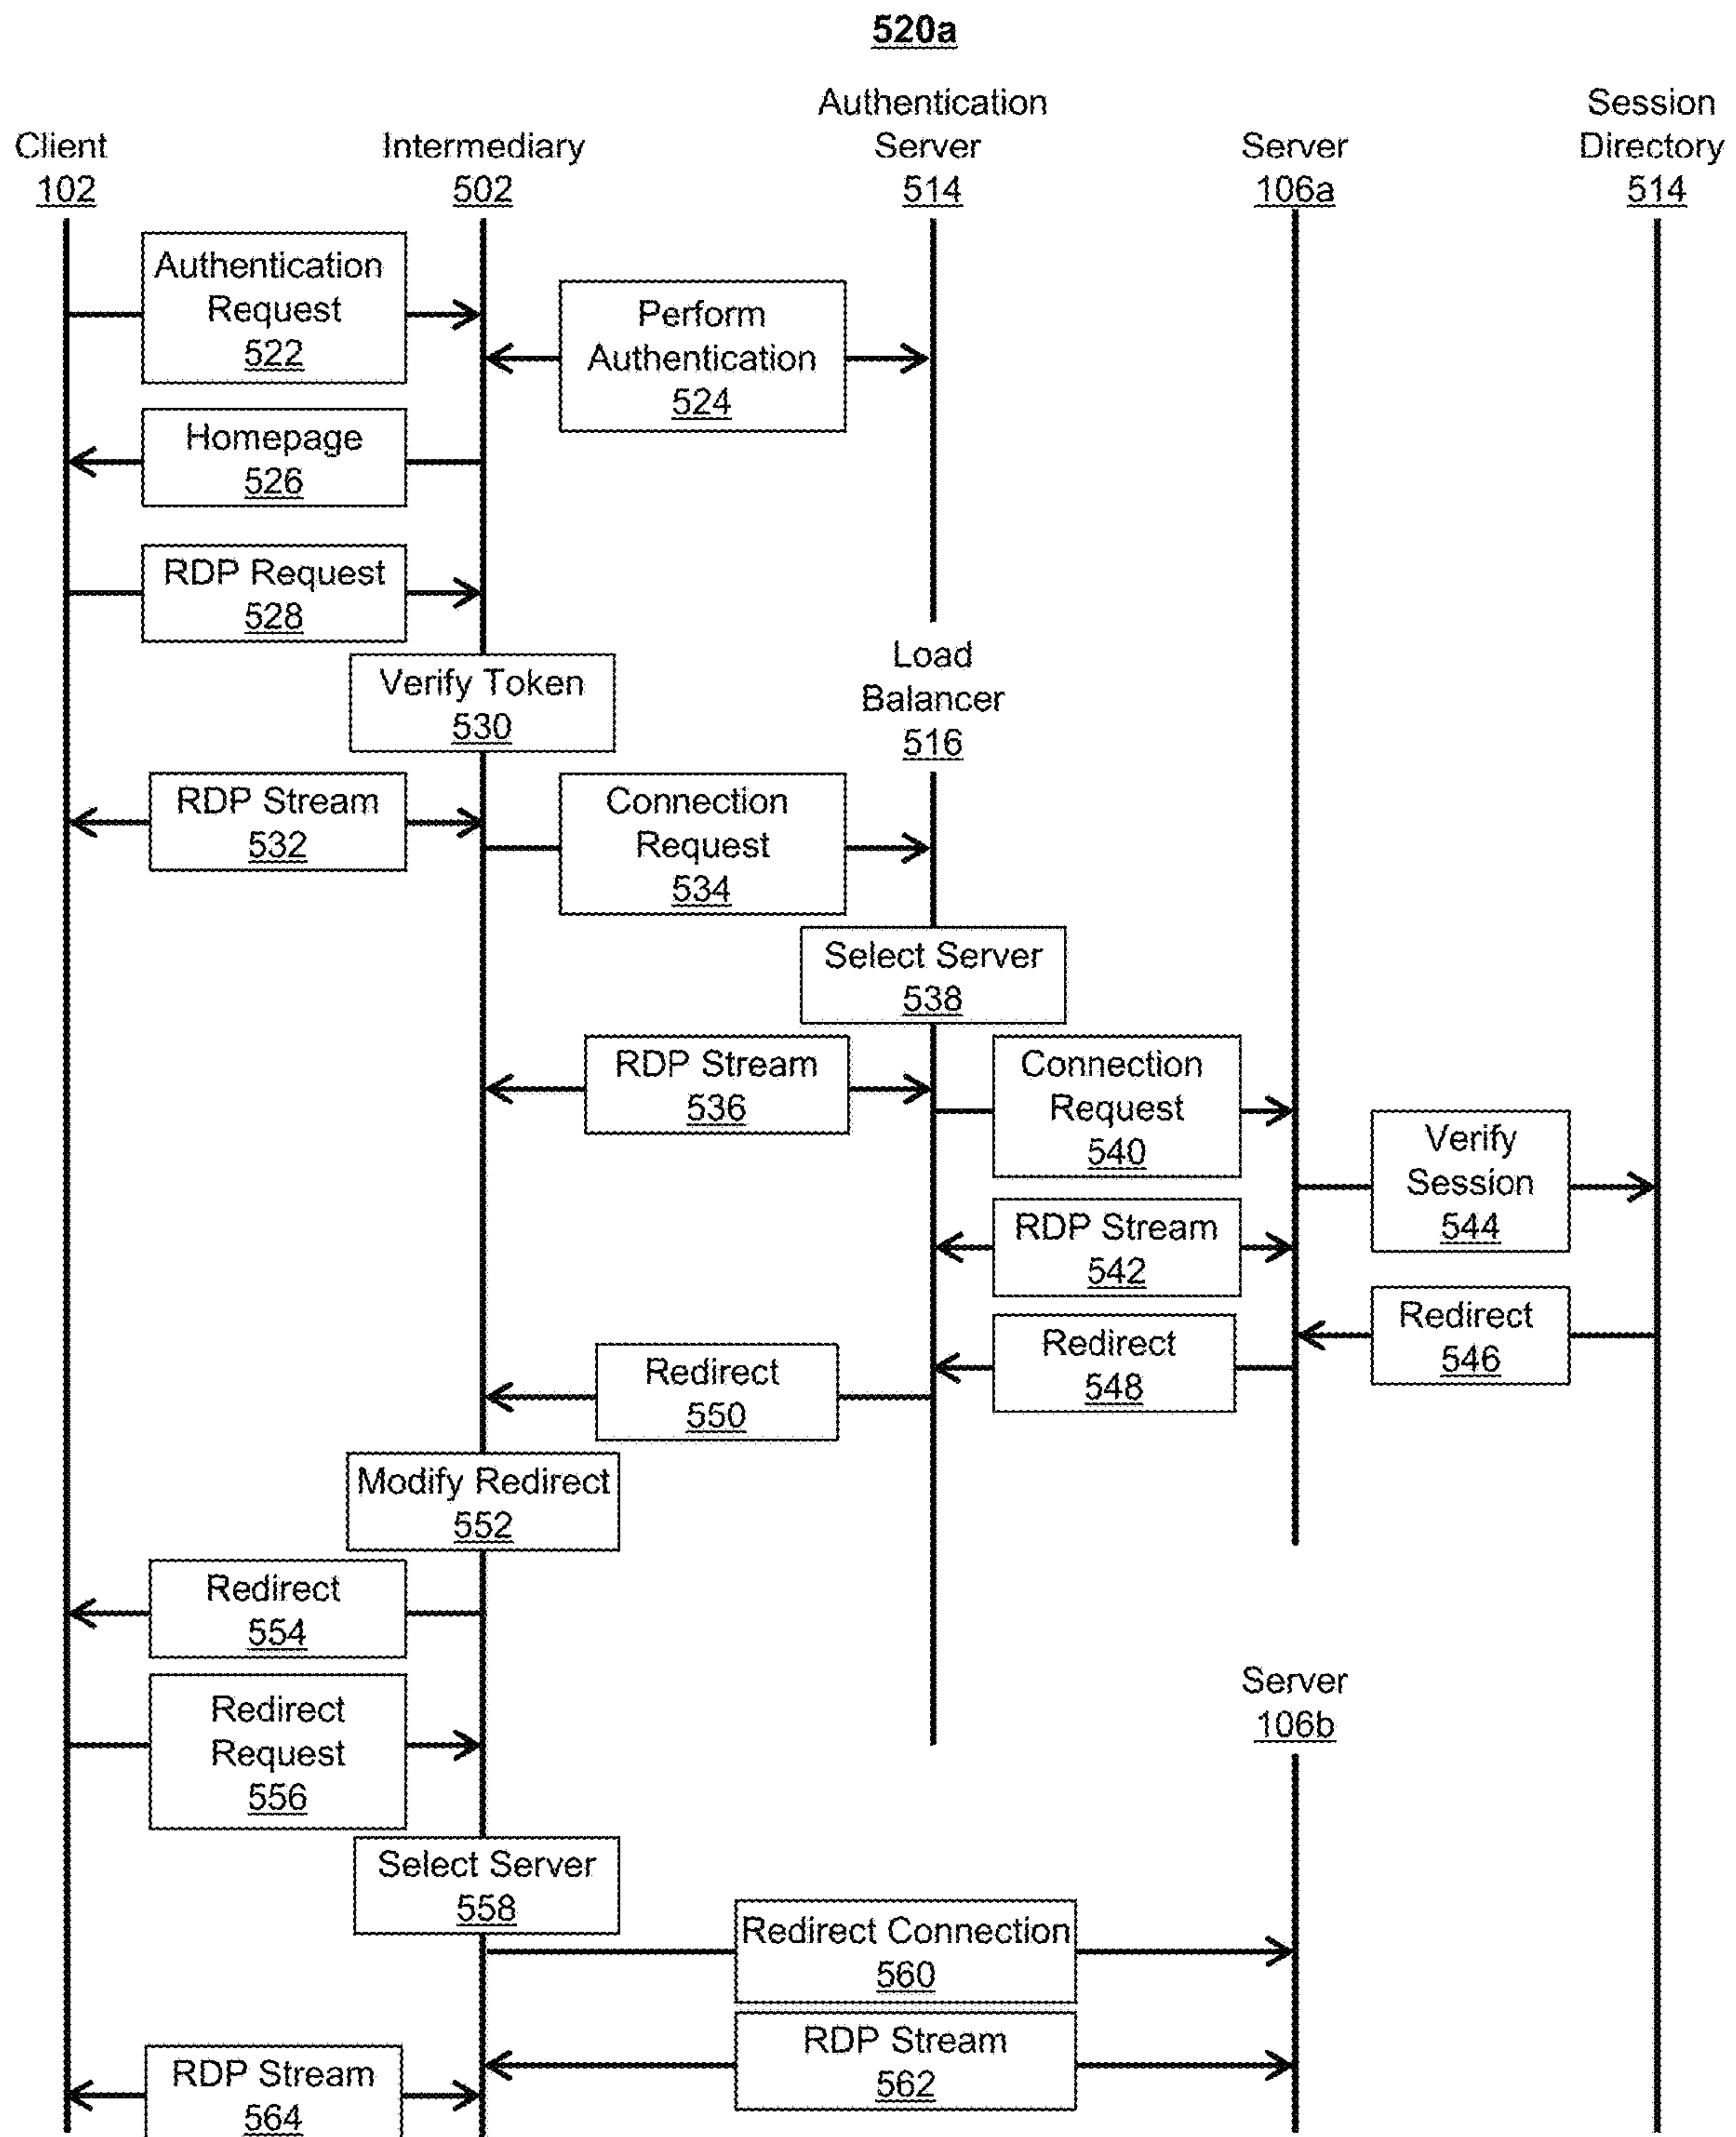 520a
Client
102
Intermediary
502
Authentication
Server
514
Server
106a
Session
Directory
514
Authentication
Request
522
Perform
Authentication
524
Homepage
526
RDP Request
528
Verify Token
530
Load
Balancer
516
RDP Stream
532
Connection
Request
534
Select Server
538
RDP Stream
536
Connection
Request
540
Verify
Session
544
RDP Stream
542
Redirect
546
Redirect
548
Redirect
550
Modify Redirect
552
Redirect
554
Redirect
Request
556
Server
106b
Select Server
558
Redirect Connection
560
RDP Stream
562
RDP Stream
564